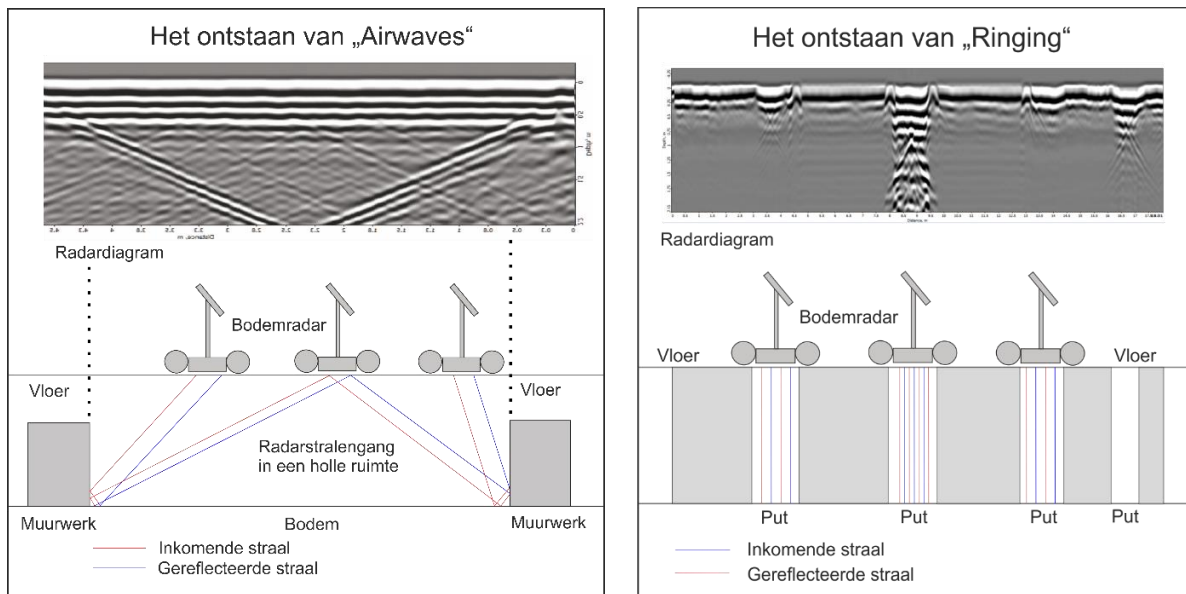 Het ontstaan van „Airwaves“
Radardiagram
Bodemradar
Vloer
Vloer
Radarstralengang
in een holle ruimte
Muurwerk
Bodem
Muurwerk
Inkomende straal
Gereflecteerde straal
Het ontstaan van „Ringing“
Radardiagram
Bodemradar
Vloer
Vloer
Put
Put
Put
Put
Inkomende straal
Gereflecteerde straal